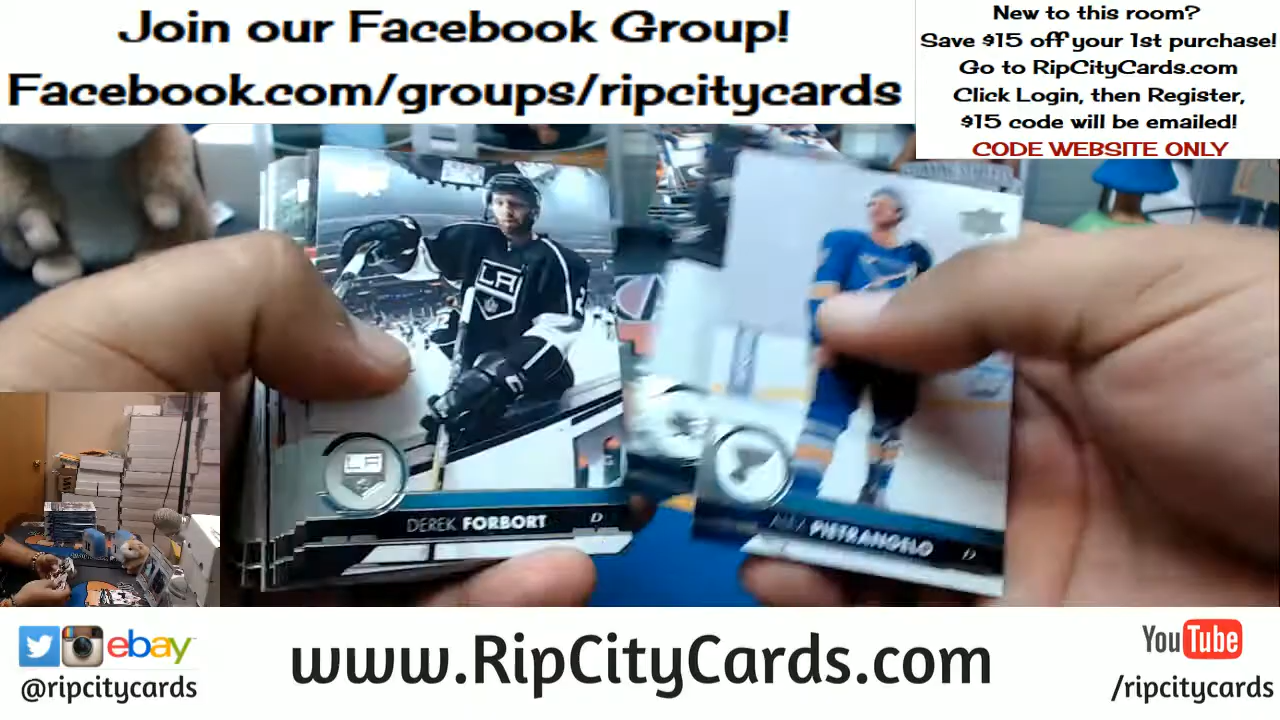 Join our Facebook Group!
Facebook.com/groups/ripcitycards
New to this room?
Save $15 off your 1st purchase!
Go to RipCityCards.com
Click Login, then Register,
$15 code will be emailed!
CODE WEBSITE ONLY
LA
LA
DEREK FORBORT D
PIETRANGELO D
ebay
@ripcitycards
www.RipCityCards.com
YouTube
/ripcitycards